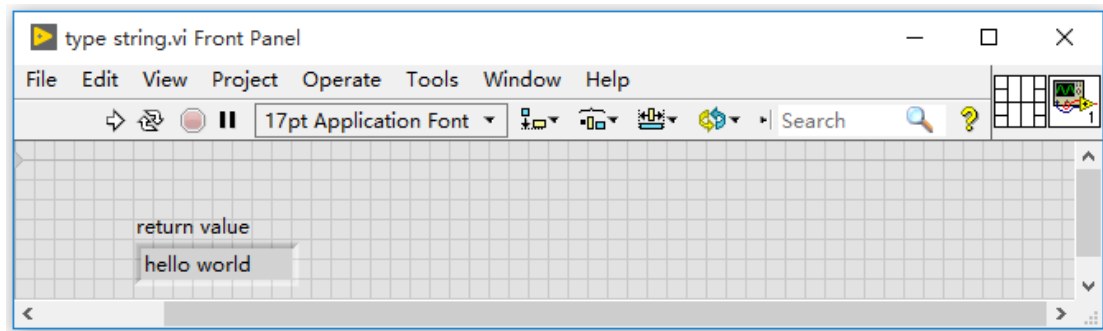 type string.vi Front Panel
File Edit View Project Operate Tools Window Help
17pt Application Font Search 1
return value
hello world